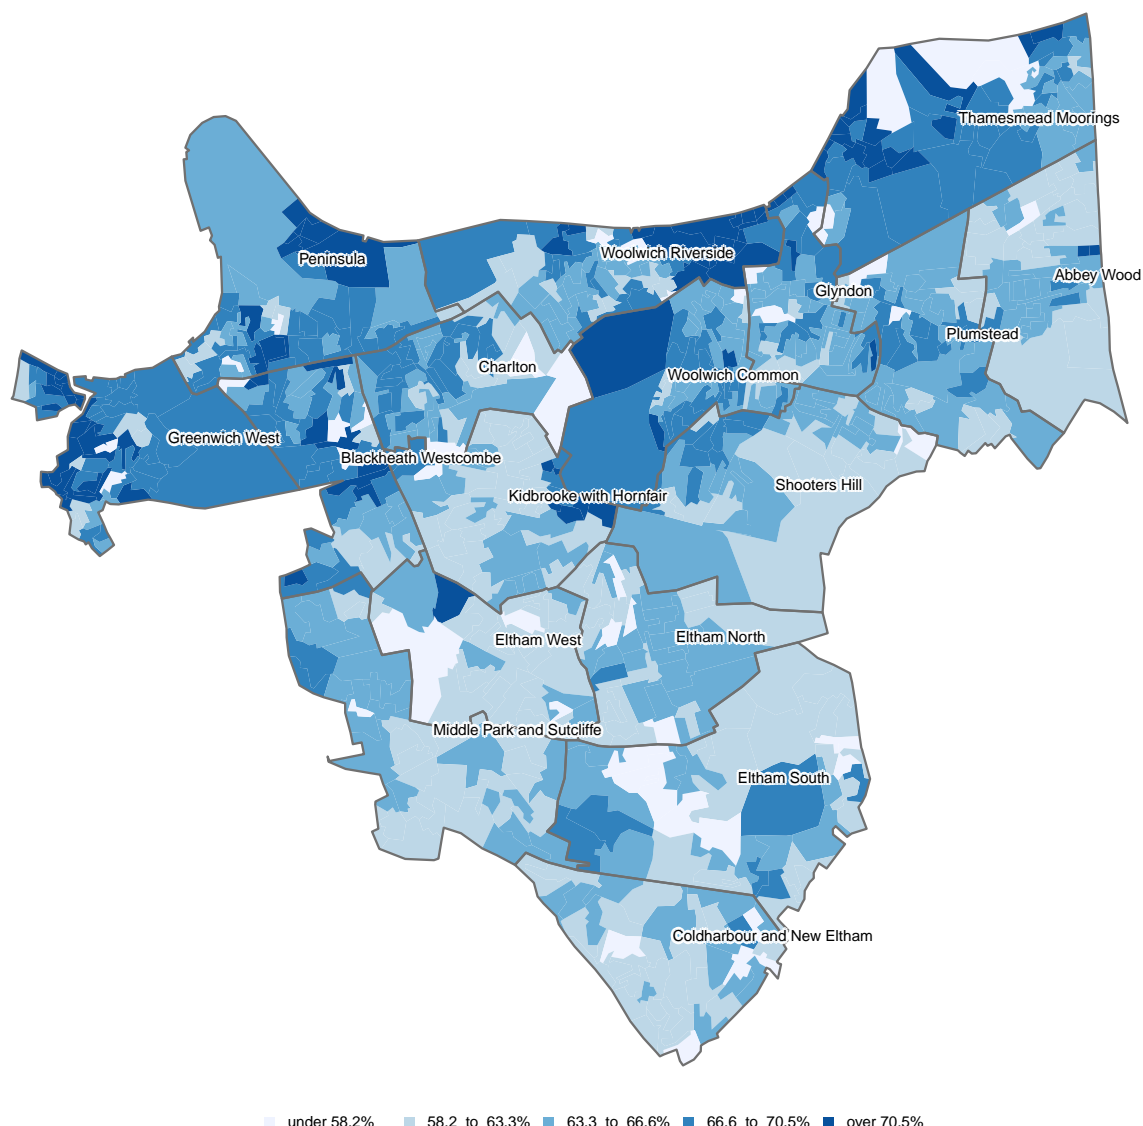 Thamesmead Moorings
Peninsula
Woolwich Riverside
Abbey Wood
Glyndon
Plumstead
Charlton
Woolwich Common
Greenwich West
Blackheath Westcombe
Kidbrooke with Hornfair
Shooters Hill
Eltham West
Eltham North
Middle Park and Sutcliffe
Eltham South
Coldharbour and New Eltham
under 58.2% 58.2 to 63.3% 63.3 to 66.6% 66.6 to 70.5% over 70.5%